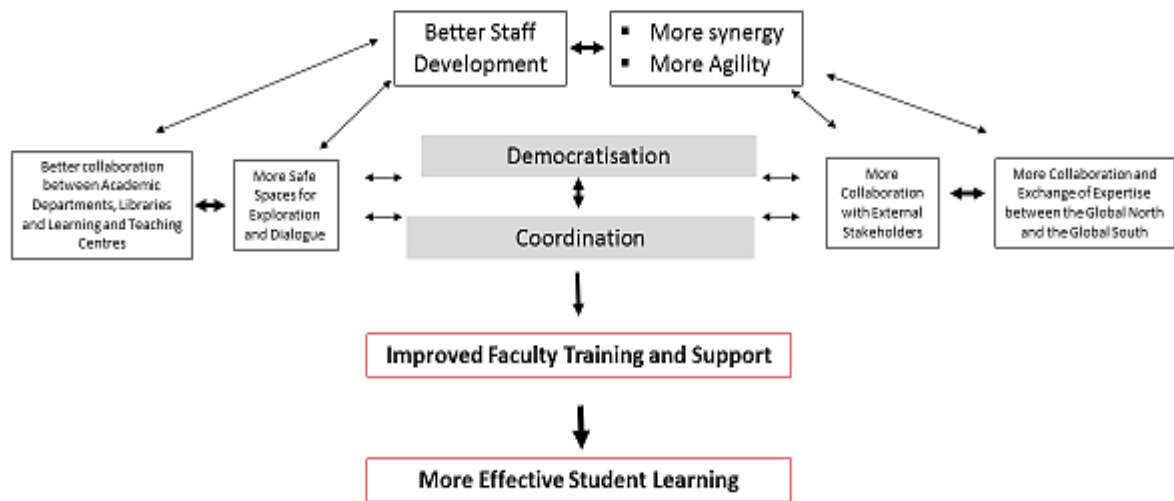 Better Staff
Development
▪ More synergy
▪ More Agility
Better collaboration
between Academic
Departments, Libraries
and Learning and Teaching
Centres
More Safe
Spaces for
Exploration
and Dialogue
Democratisation
Coordination
More
Collaboration
with External
Stakeholders
More Collaboration and
Exchange of Expertise
between the Global North
and the Global South
Improved Faculty Training and Support
More Effective Student Learning